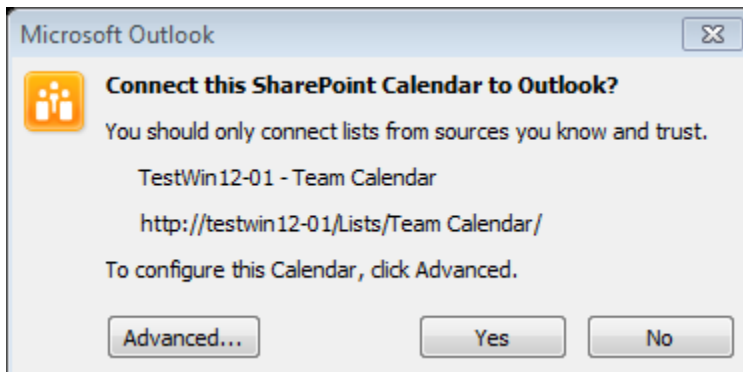 Microsoft Outlook
Connect this SharePoint Calendar to Outlook?
You should only connect lists from sources you know and trust.
TestWin12-01 - Team Calendar
http://testwin12-01/Lists/Team Calendar/
To configure this Calendar, click Advanced.
Advanced... Yes No